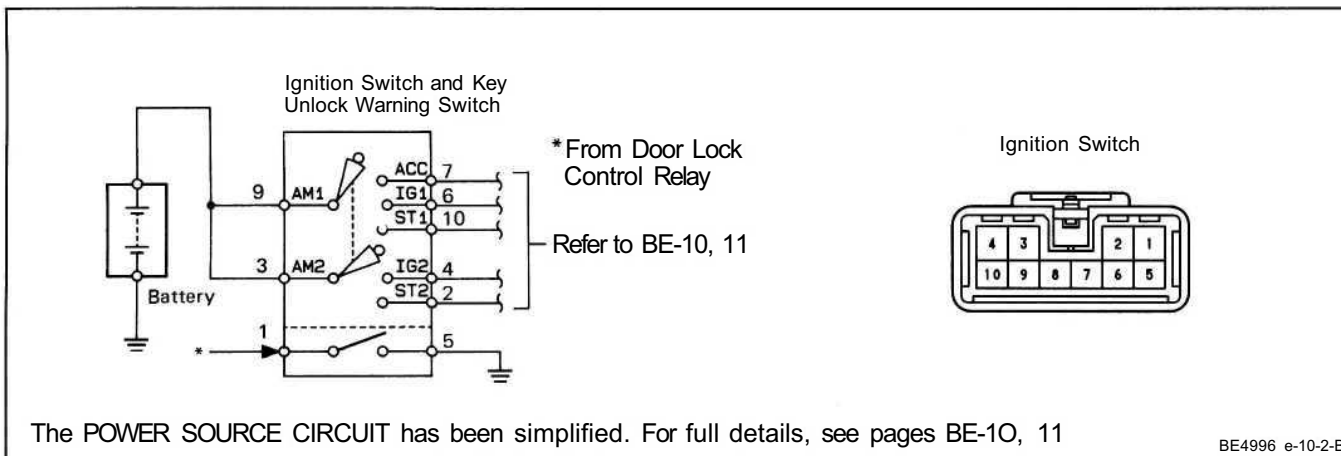 Ignition Switch and Key
Unlock Warning Switch
*From Door Lock
Control Relay
Ignition Switch
9 AM1 ACC 7
IG1 6
ST1 10
Refer to BE-10, 11
3 AM2 IG2 4
ST2 2
Battery
1 5
*
4 3 2 1
10 9 8 7 6 5
The POWER SOURCE CIRCUIT has been simplified. For full details, see pages BE-1O, 11
BE4996 e-10-2-E